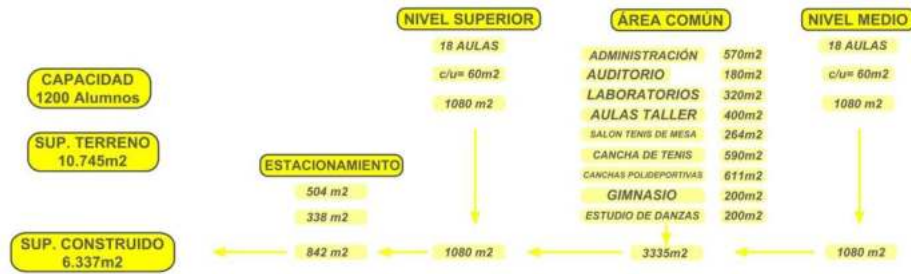 NIVEL SUPERIOR
18 AULAS
c/u= 60m2
1080 m2
ÁREA COMÚN
ADMINISTRACIÓN 570m2
AUDITORIO 180m2
LABORATORIOS 320m2
AULAS TALLER 400m2
SALON TENIS DE MESA 264m2
CANCHA DE TENIS 590m2
CANCHAS POLIDEPORTIVAS 611m2
GIMNASIO 200m2
ESTUDIO DE DANZAS 200m2
NIVEL MEDIO
18 AULAS
c/u= 60m2
1080 m2
CAPACIDAD
1200 Alumnos
SUP. TERRENO
10.745m2
ESTACIONAMIENTO
504 m2
338 m2
SUP. CONSTRUIDO
6.337m2
842 m2
1080 m2
3335m2
1080 m2